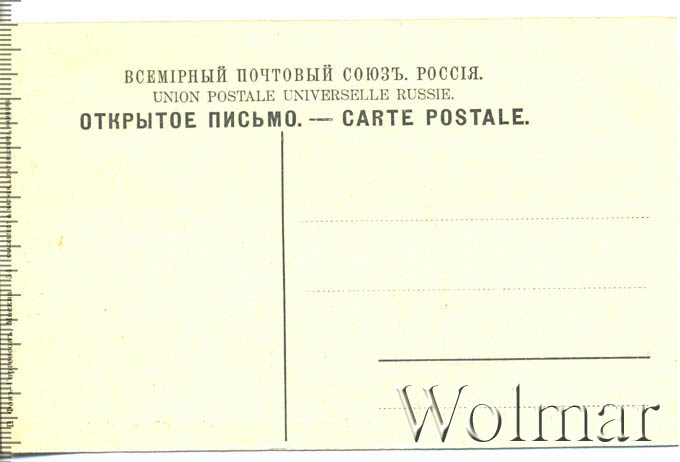 ВСЕМІРНЫЙ ПОЧТОВЫЙ СОЮЗЪ. РОССІЯ.
UNION POSTALE UNIVERSELLE RUSSIE.
ОТКРЫТОЕ ПИСЬМО. — CARTE POSTALE.
Wolmar